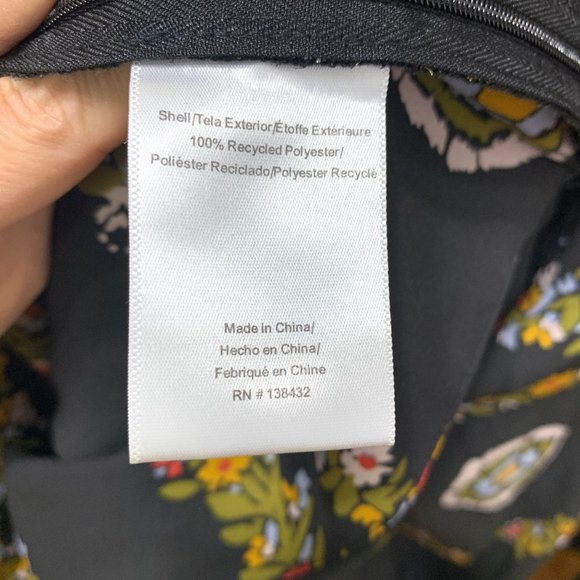 Shell/Tela Exterior/Étoffe Extérieure
100% Recycled Polyester/
Poliéster Reciclado/Polyester Recyclé
Made in China/
Hecho en China/
Fabriqué en Chine
RN # 138432